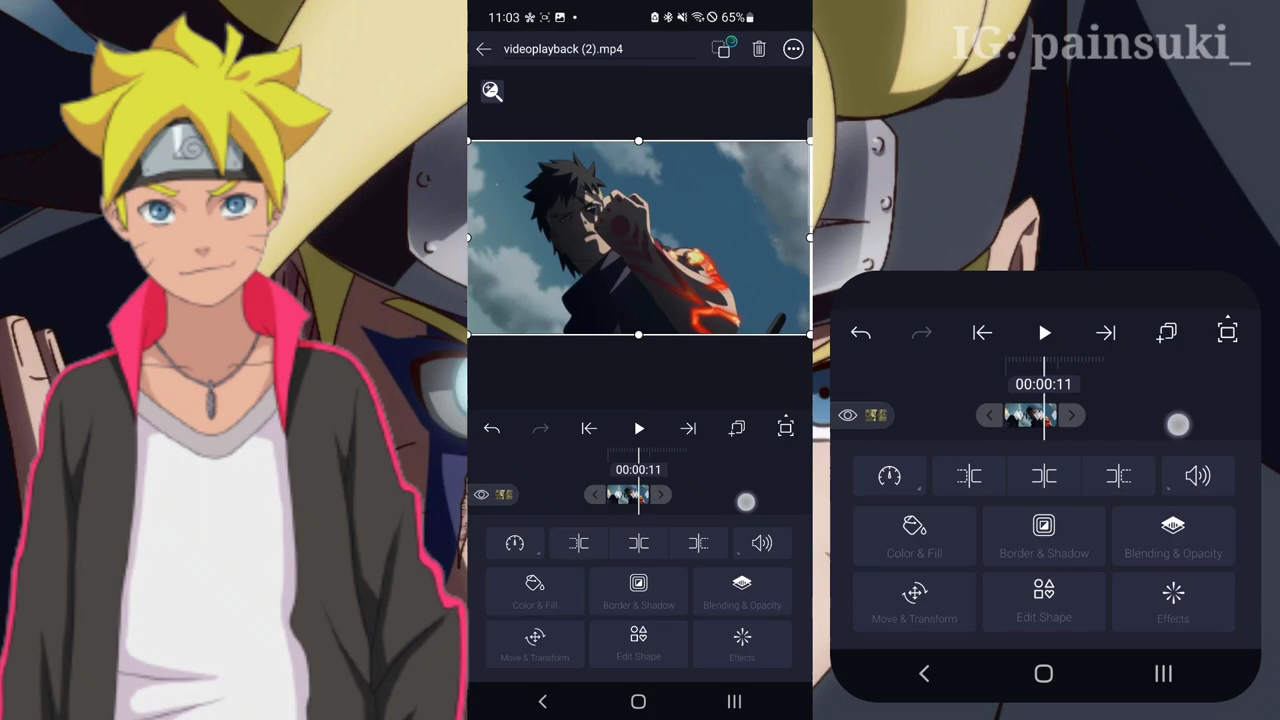 11:03
65%
videoplayback (2).mp4
IG: painsuki_
00:00:11
Color & Fill
Border & Shadow
Blending & Opacity
Move & Transform
Edit Shape
Effects
00:00:11
Color & Fill
Border & Shadow
Blending & Opacity
Move & Transform
Edit Shape
Effects